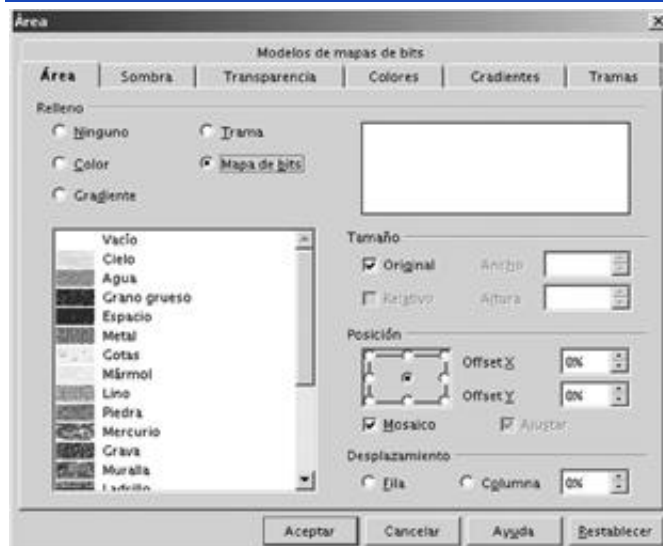 Área
Modelos de mapas de bits
Área Sombra Transparencia Colores Gradientes Tramas
Relleno
Ninguno Trama
Color Mapa de bits
Gradiente
Vacío
Cielo
Agua
Grano grueso
Espacio
Metal
Gotas
Mármol
Lino
Piedra
Mercurio
Grava
Muralla
Ladrillo
Tamaño
Original Ancho
Relativo Altura
Posición
Offset X 0%
Offset Y 0%
Mosaico Ajustar
Desplazamiento
Fila Columna 0%
Aceptar Cancelar Ayuda Restablecer